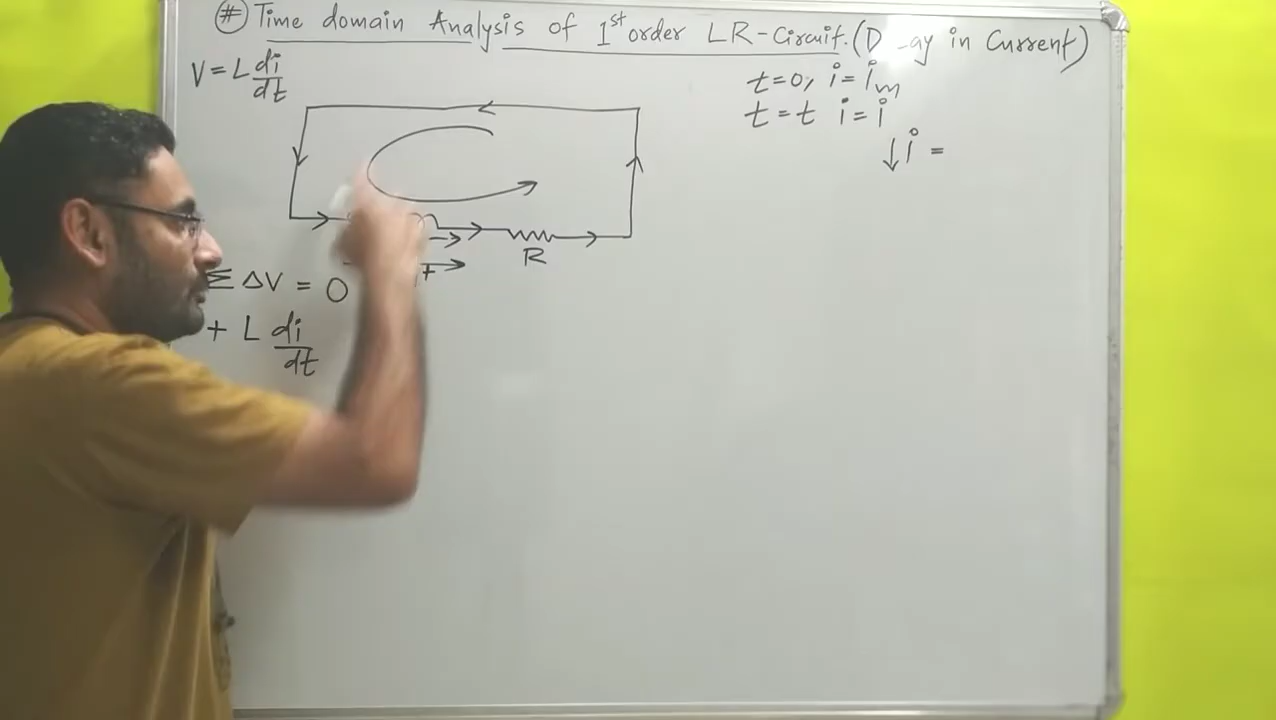 # Time domain Analysis of 1st order LR-Circuit. (D ay in Current)
V = L di/dt
t=0, i=im
t=t i=i
↓i =
R
Σ ΔV = 0
+ L di/dt